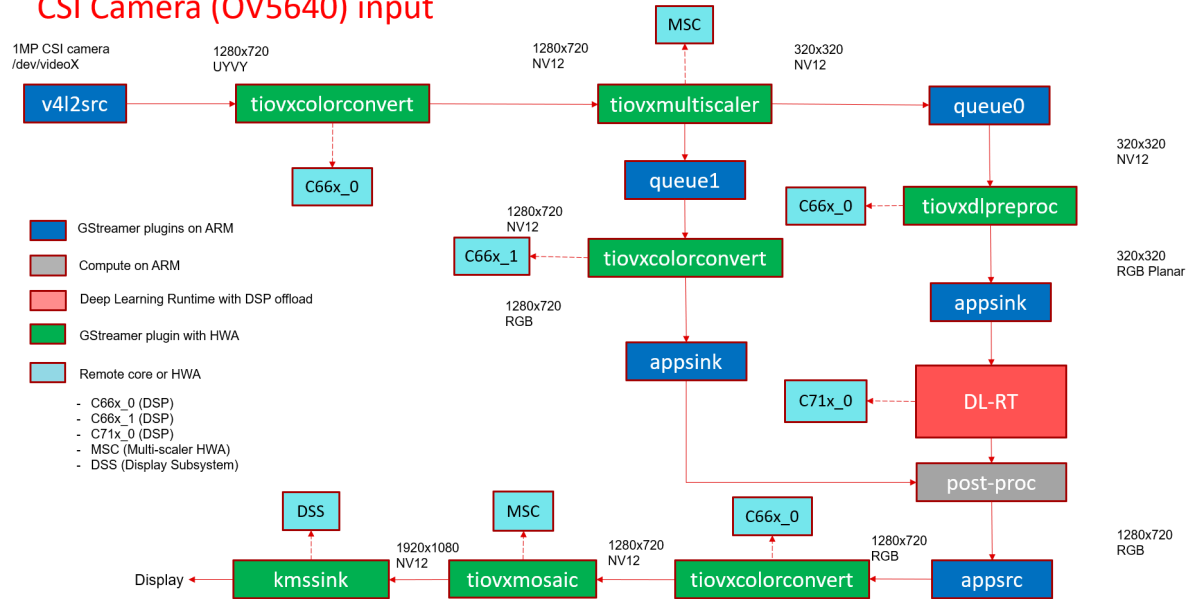 CSI Camera (OV5640) input
1MP CSI camera
/dev/videoX
1280x720
UYVY
1280x720
NV12
MSC
320x320
NV12
v4l2src
tiovxcolorconvert
tiovxmultiscaler
queue0
C66x_0
queue1
320x320
NV12
C66x_0
tiovxdlpreproc
1280x720
NV12
C66x_1
tiovxcolorconvert
320x320
RGB Planar
1280x720
RGB
appsink
appsink
GStreamer plugins on ARM
Compute on ARM
Deep Learning Runtime with DSP offload
GStreamer plugin with HWA
Remote core or HWA
- C66x_0 (DSP)
- C66x_1 (DSP)
- C71x_0 (DSP)
- MSC (Multi-scaler HWA)
- DSS (Display Subsystem)
C71x_0
DL-RT
post-proc
DSS
MSC
C66x_0
1920x1080
NV12
1280x720
NV12
1280x720
RGB
1280x720
RGB
Display
kmssink
tiovxmosaic
tiovxcolorconvert
appsrc